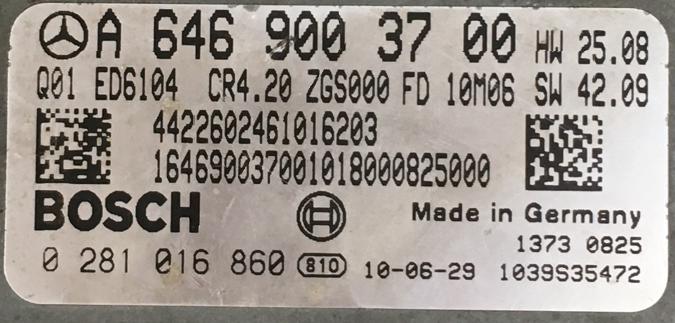 A 646 900 37 00 HW 25.08
Q01 ED6104 CR4.20 ZGS000 FD 10M06 SW 42.09
4422602461016203
164690037001018000825000
BOSCH
Made in Germany
1373 0825
0 281 016 860 810 10-06-29 1039S35472